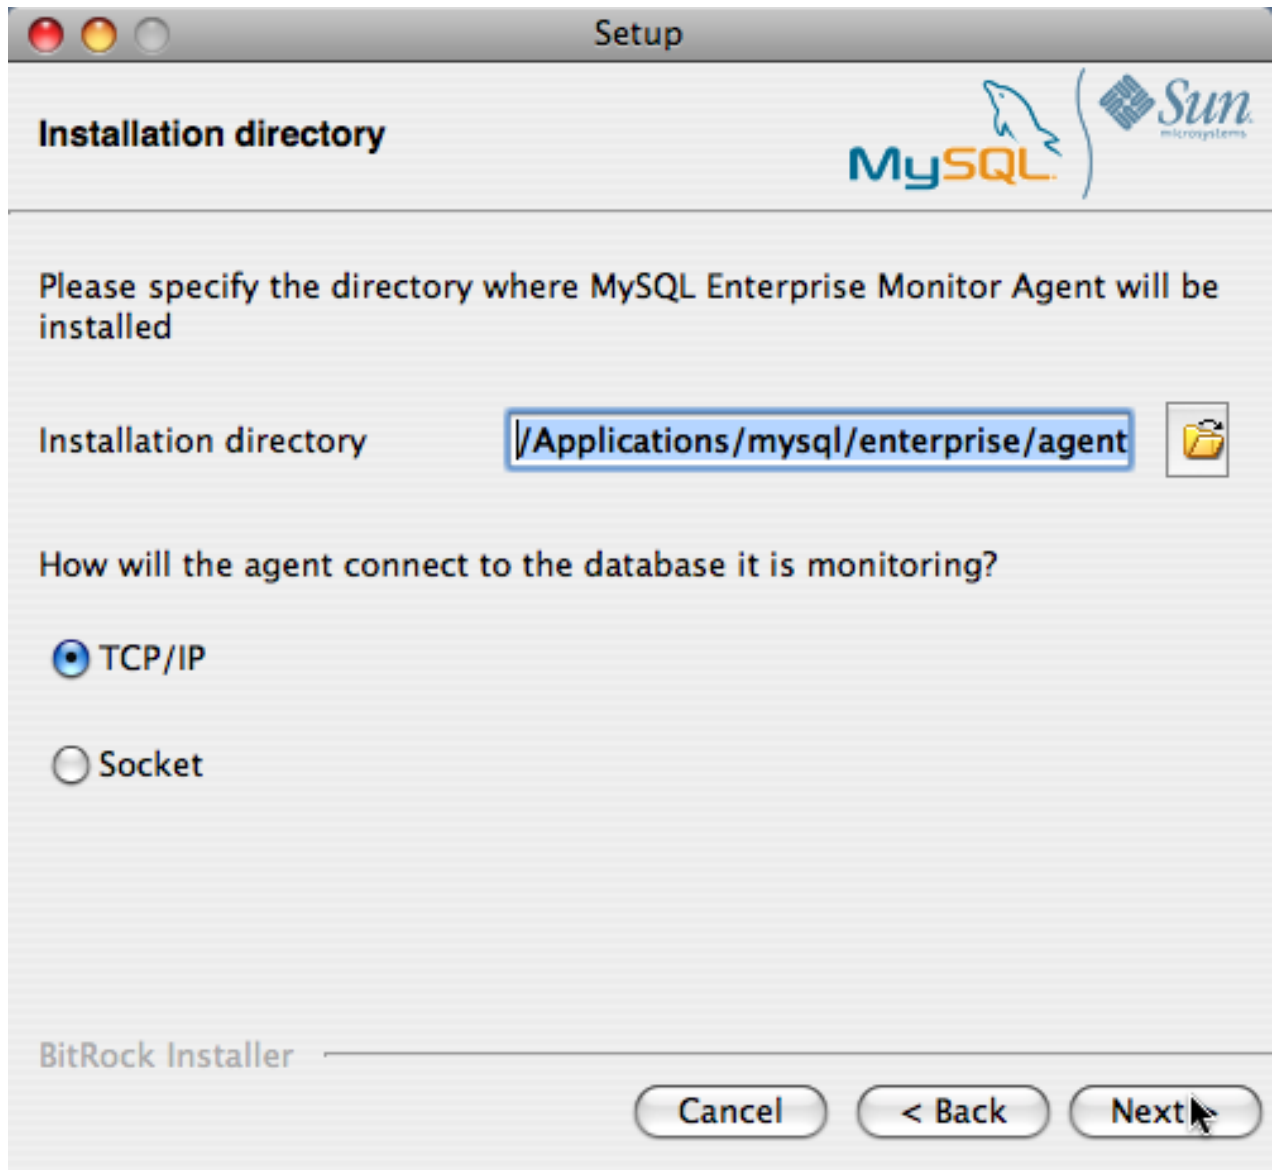 Setup
Installation directory
MySQL
Sun
microsystems
Please specify the directory where MySQL Enterprise Monitor Agent will be
installed
Installation directory
/Applications/mysql/enterprise/agent
How will the agent connect to the database it is monitoring?
TCP/IP
Socket
BitRock Installer
Cancel
< Back
Next >